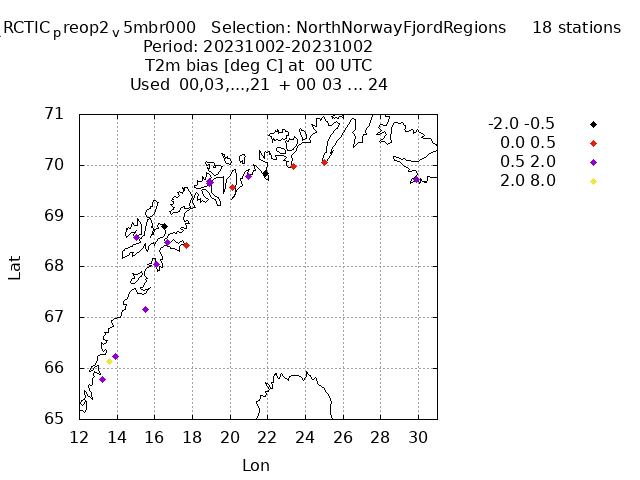 RCTIC_preop2_v5mbr000 Selection: NorthNorwayFjordRegions 18 stations
Period: 20231002-20231002
T2m bias [deg C] at 00 UTC
Used 00,03,...,21 + 00 03 ... 24
71
70
69
68
67
66
65
12 14 16 18 20 22 24 26 28 30
Lat
Lon
-2.0 -0.5
0.0 0.5
0.5 2.0
2.0 8.0